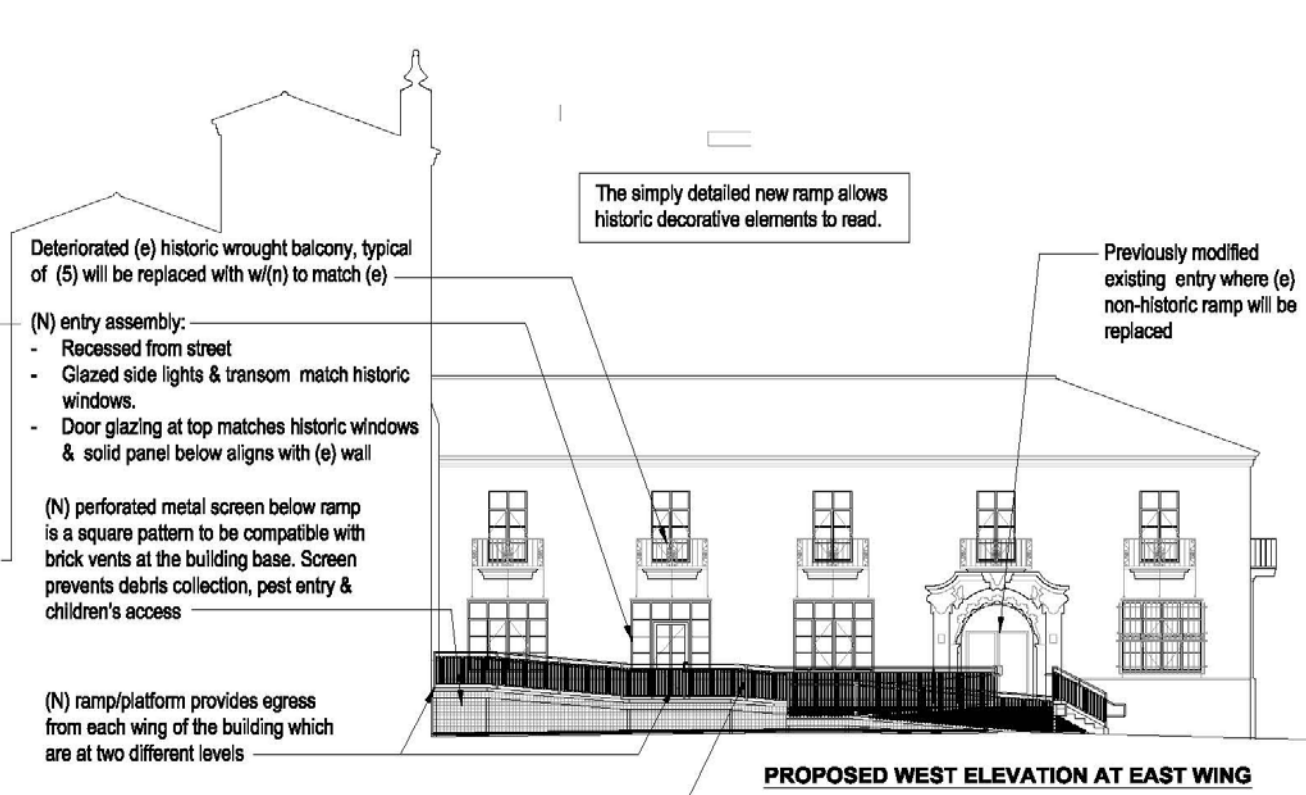 The simply detailed new ramp allows
historic decorative elements to read.
Deteriorated (e) historic wrought balcony, typical
of (5) will be replaced with w/(n) to match (e)
(N) entry assembly:
- Recessed from street
- Glazed side lights & transom match historic
windows.
- Door glazing at top matches historic windows
& solid panel below aligns with (e) wall
(N) perforated metal screen below ramp
is a square pattern to be compatible with
brick vents at the building base. Screen
prevents debris collection, pest entry &
children's access
(N) ramp/platform provides egress
from each wing of the building which
are at two different levels
Previously modified
existing entry where (e)
non-historic ramp will be
replaced
PROPOSED WEST ELEVATION AT EAST WING